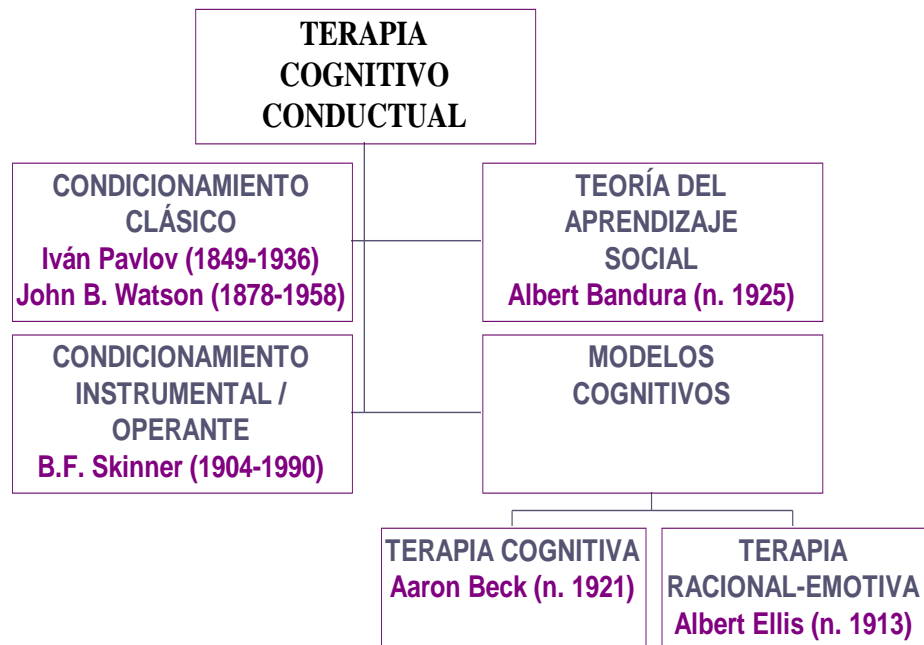 TERAPIA
COGNITIVO
CONDUCTUAL
CONDICIONAMIENTO
CLÁSICO
Iván Pavlov (1849-1936)
John B. Watson (1878-1958)
TEORÍA DEL
APRENDIZAJE
SOCIAL
Albert Bandura (n. 1925)
CONDICIONAMIENTO
INSTRUMENTAL /
OPERANTE
B.F. Skinner (1904-1990)
MODELOS
COGNITIVOS
TERAPIA COGNITIVA
Aaron Beck (n. 1921)
TERAPIA
RACIONAL-EMOTIVA
Albert Ellis (n. 1913)